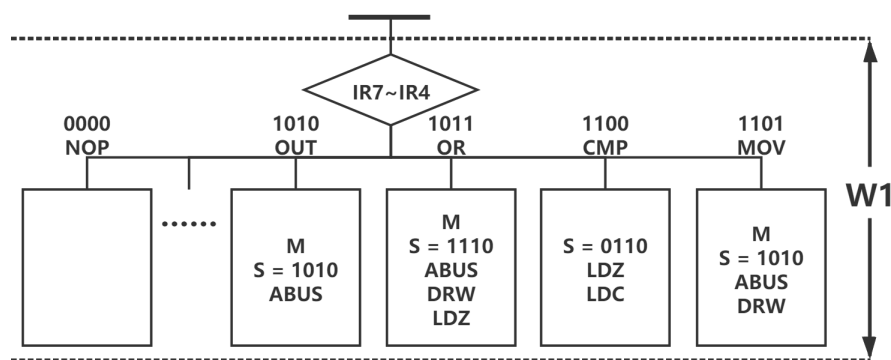 IR7~IR4
0000
NOP
1010
OUT
1011
OR
1100
CMP
1101
MOV
W1
......
M
S = 1010
ABUS
M
S = 1110
ABUS
DRW
LDZ
S = 0110
LDZ
LDC
M
S = 1010
ABUS
DRW